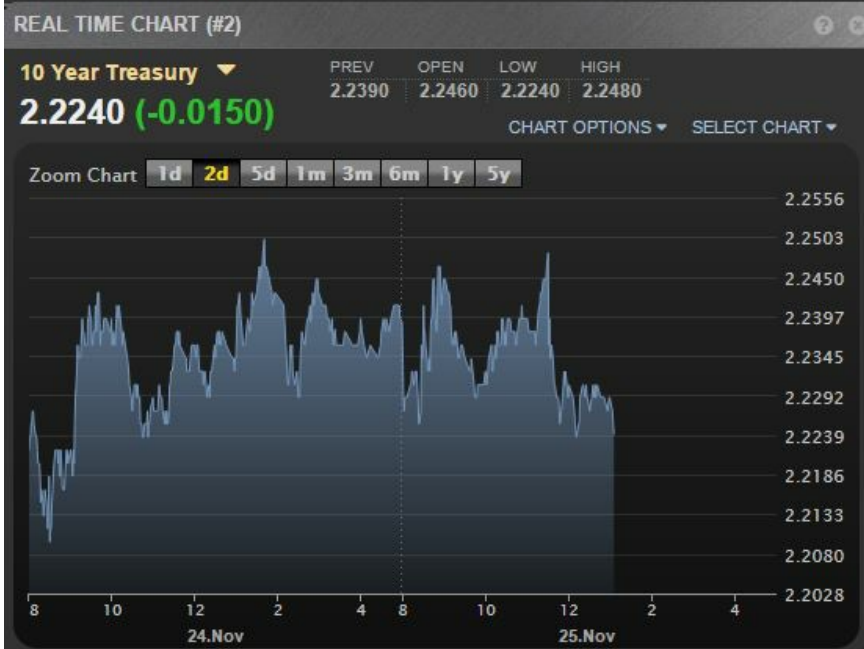 REAL TIME CHART (#2)
10 Year Treasury
PREV OPEN LOW HIGH
2.2390 2.2460 2.2240 2.2480
2.2240 (-0.0150)
CHART OPTIONS SELECT CHART
Zoom Chart 1d 2d 5d 1m 3m 6m 1y 5y
2.2556
2.2503
2.2450
2.2397
2.2345
2.2292
2.2239
2.2186
2.2133
2.2080
2.2028
8 10 12 2 4 8 10 12 2 4
24.Nov 25.Nov